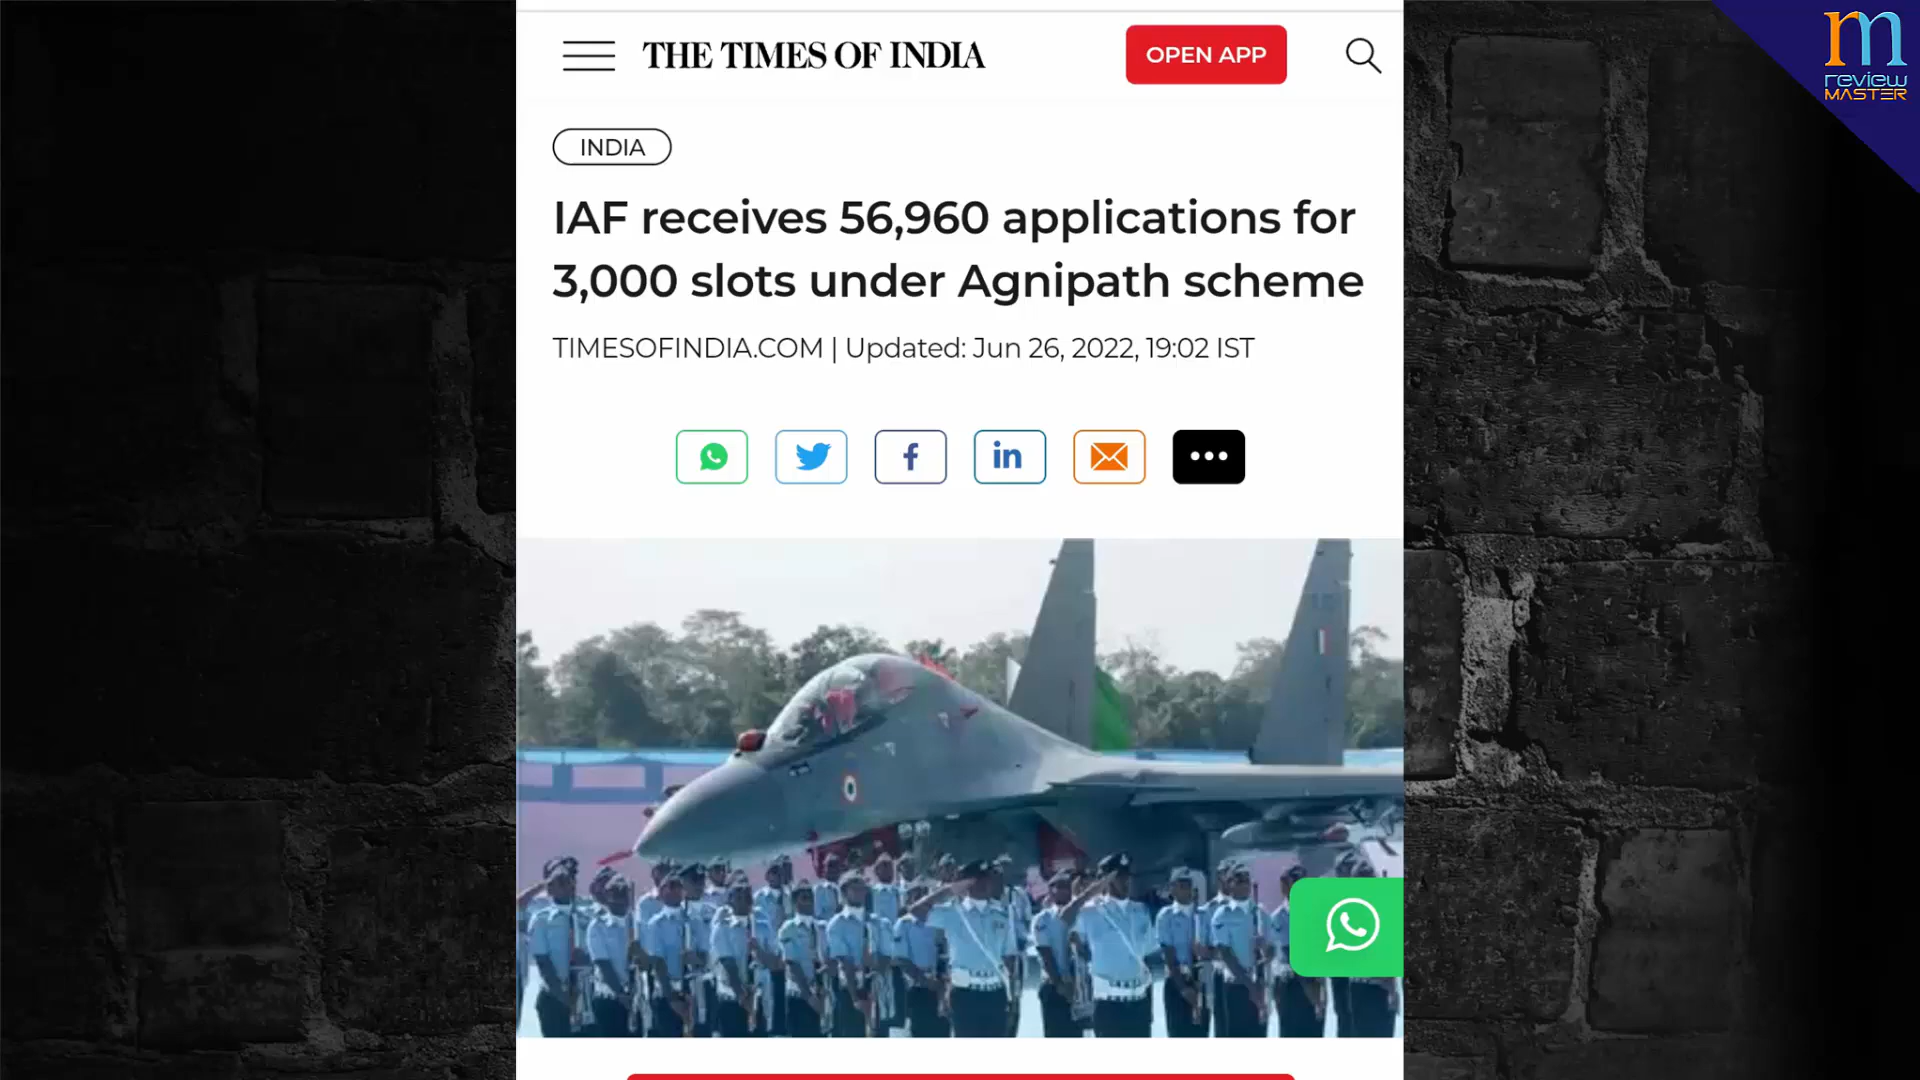 THE TIMES OF INDIA
OPEN APP
m
review
MASTER
INDIA
IAF receives 56,960 applications for
3,000 slots under Agnipath scheme
TIMESOFINDIA.COM | Updated: Jun 26, 2022, 19:02 IST
f
in